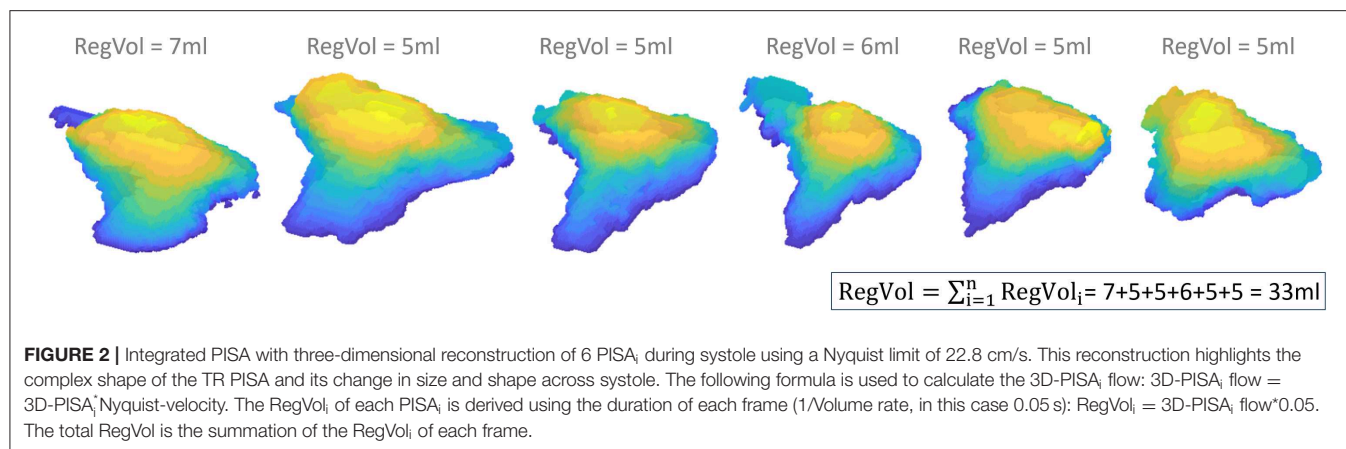 RegVol = 7ml RegVol = 5ml RegVol = 5ml RegVol = 6ml RegVol = 5ml RegVol = 5ml
RegVol = ∑ⁿᵢ₌₁ RegVolᵢ= 7+5+5+6+5+5 = 33ml
FIGURE 2 | Integrated PISA with three-dimensional reconstruction of 6 PISAᵢ during systole using a Nyquist limit of 22.8 cm/s. This reconstruction highlights the
complex shape of the TR PISA and its change in size and shape across systole. The following formula is used to calculate the 3D-PISAᵢ flow: 3D-PISAᵢ flow =
3D-PISAᵢ*Nyquist-velocity. The RegVolᵢ of each PISAᵢ is derived using the duration of each frame (1/Volume rate, in this case 0.05 s): RegVolᵢ = 3D-PISAᵢ flow*0.05.
The total RegVol is the summation of the RegVolᵢ of each frame.